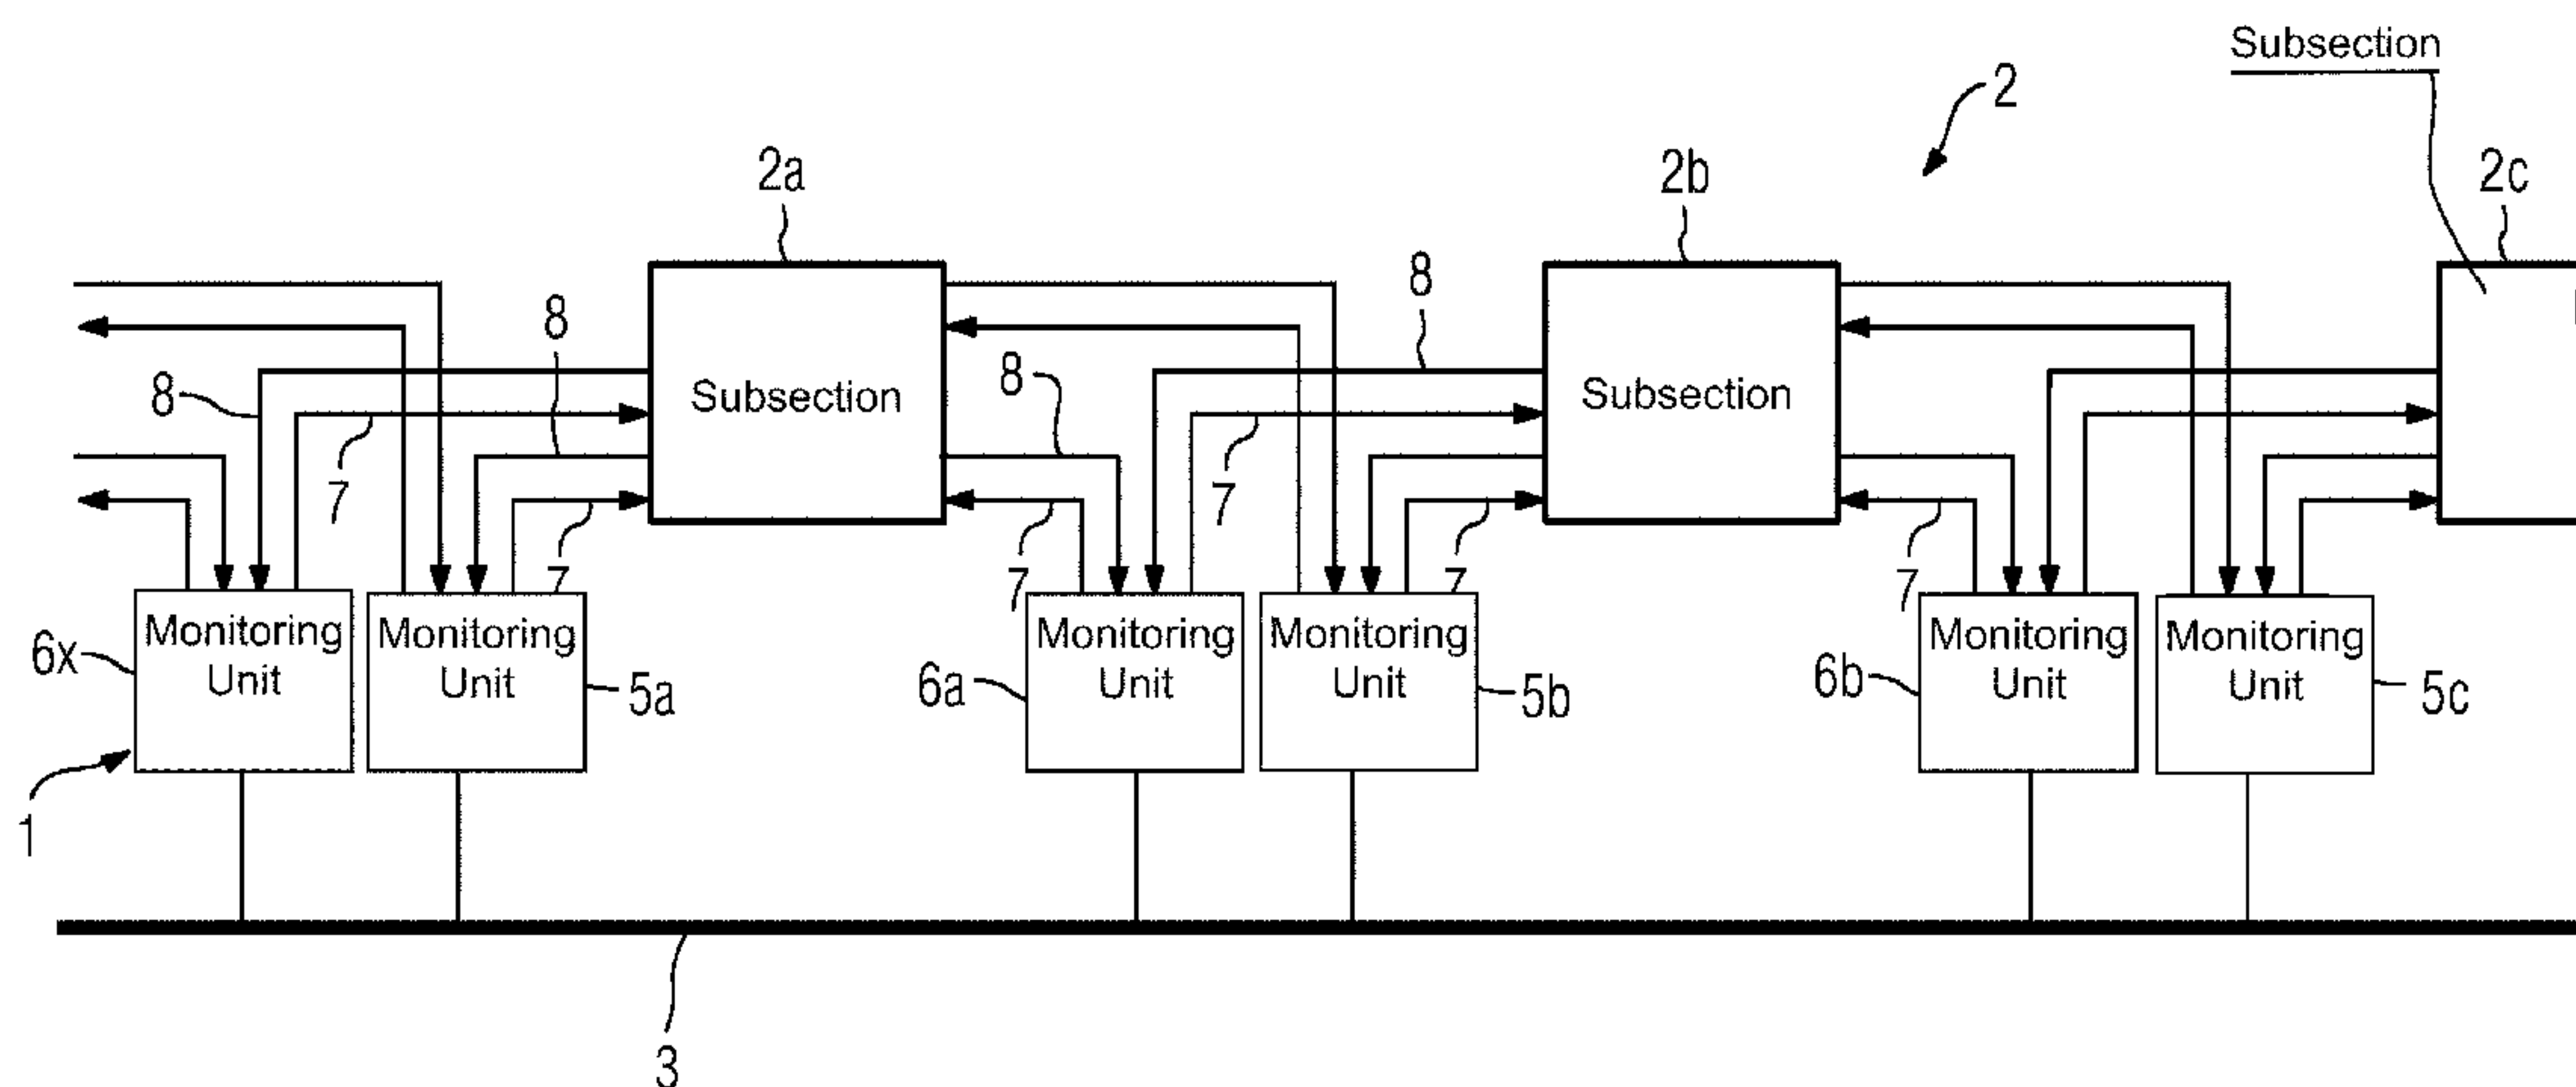 Subsection
2
2a
2b
2c
8
8
8
8
Subsection
Subsection
7
7
7
7
7
7
Monitoring
Unit
Monitoring
Unit
Monitoring
Unit
Monitoring
Unit
Monitoring
Unit
Monitoring
Unit
6x
5a
6a
5b
6b
5c
1
3